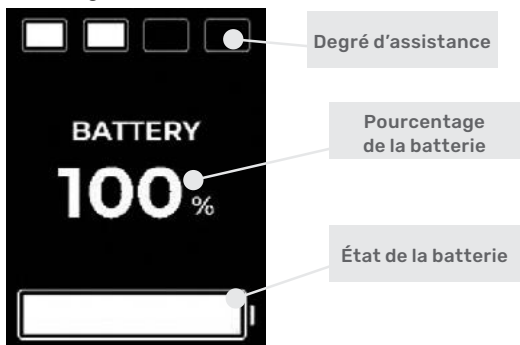 Degré d’assistance
BATTERY
100%
Pourcentage
de la batterie
État de la batterie